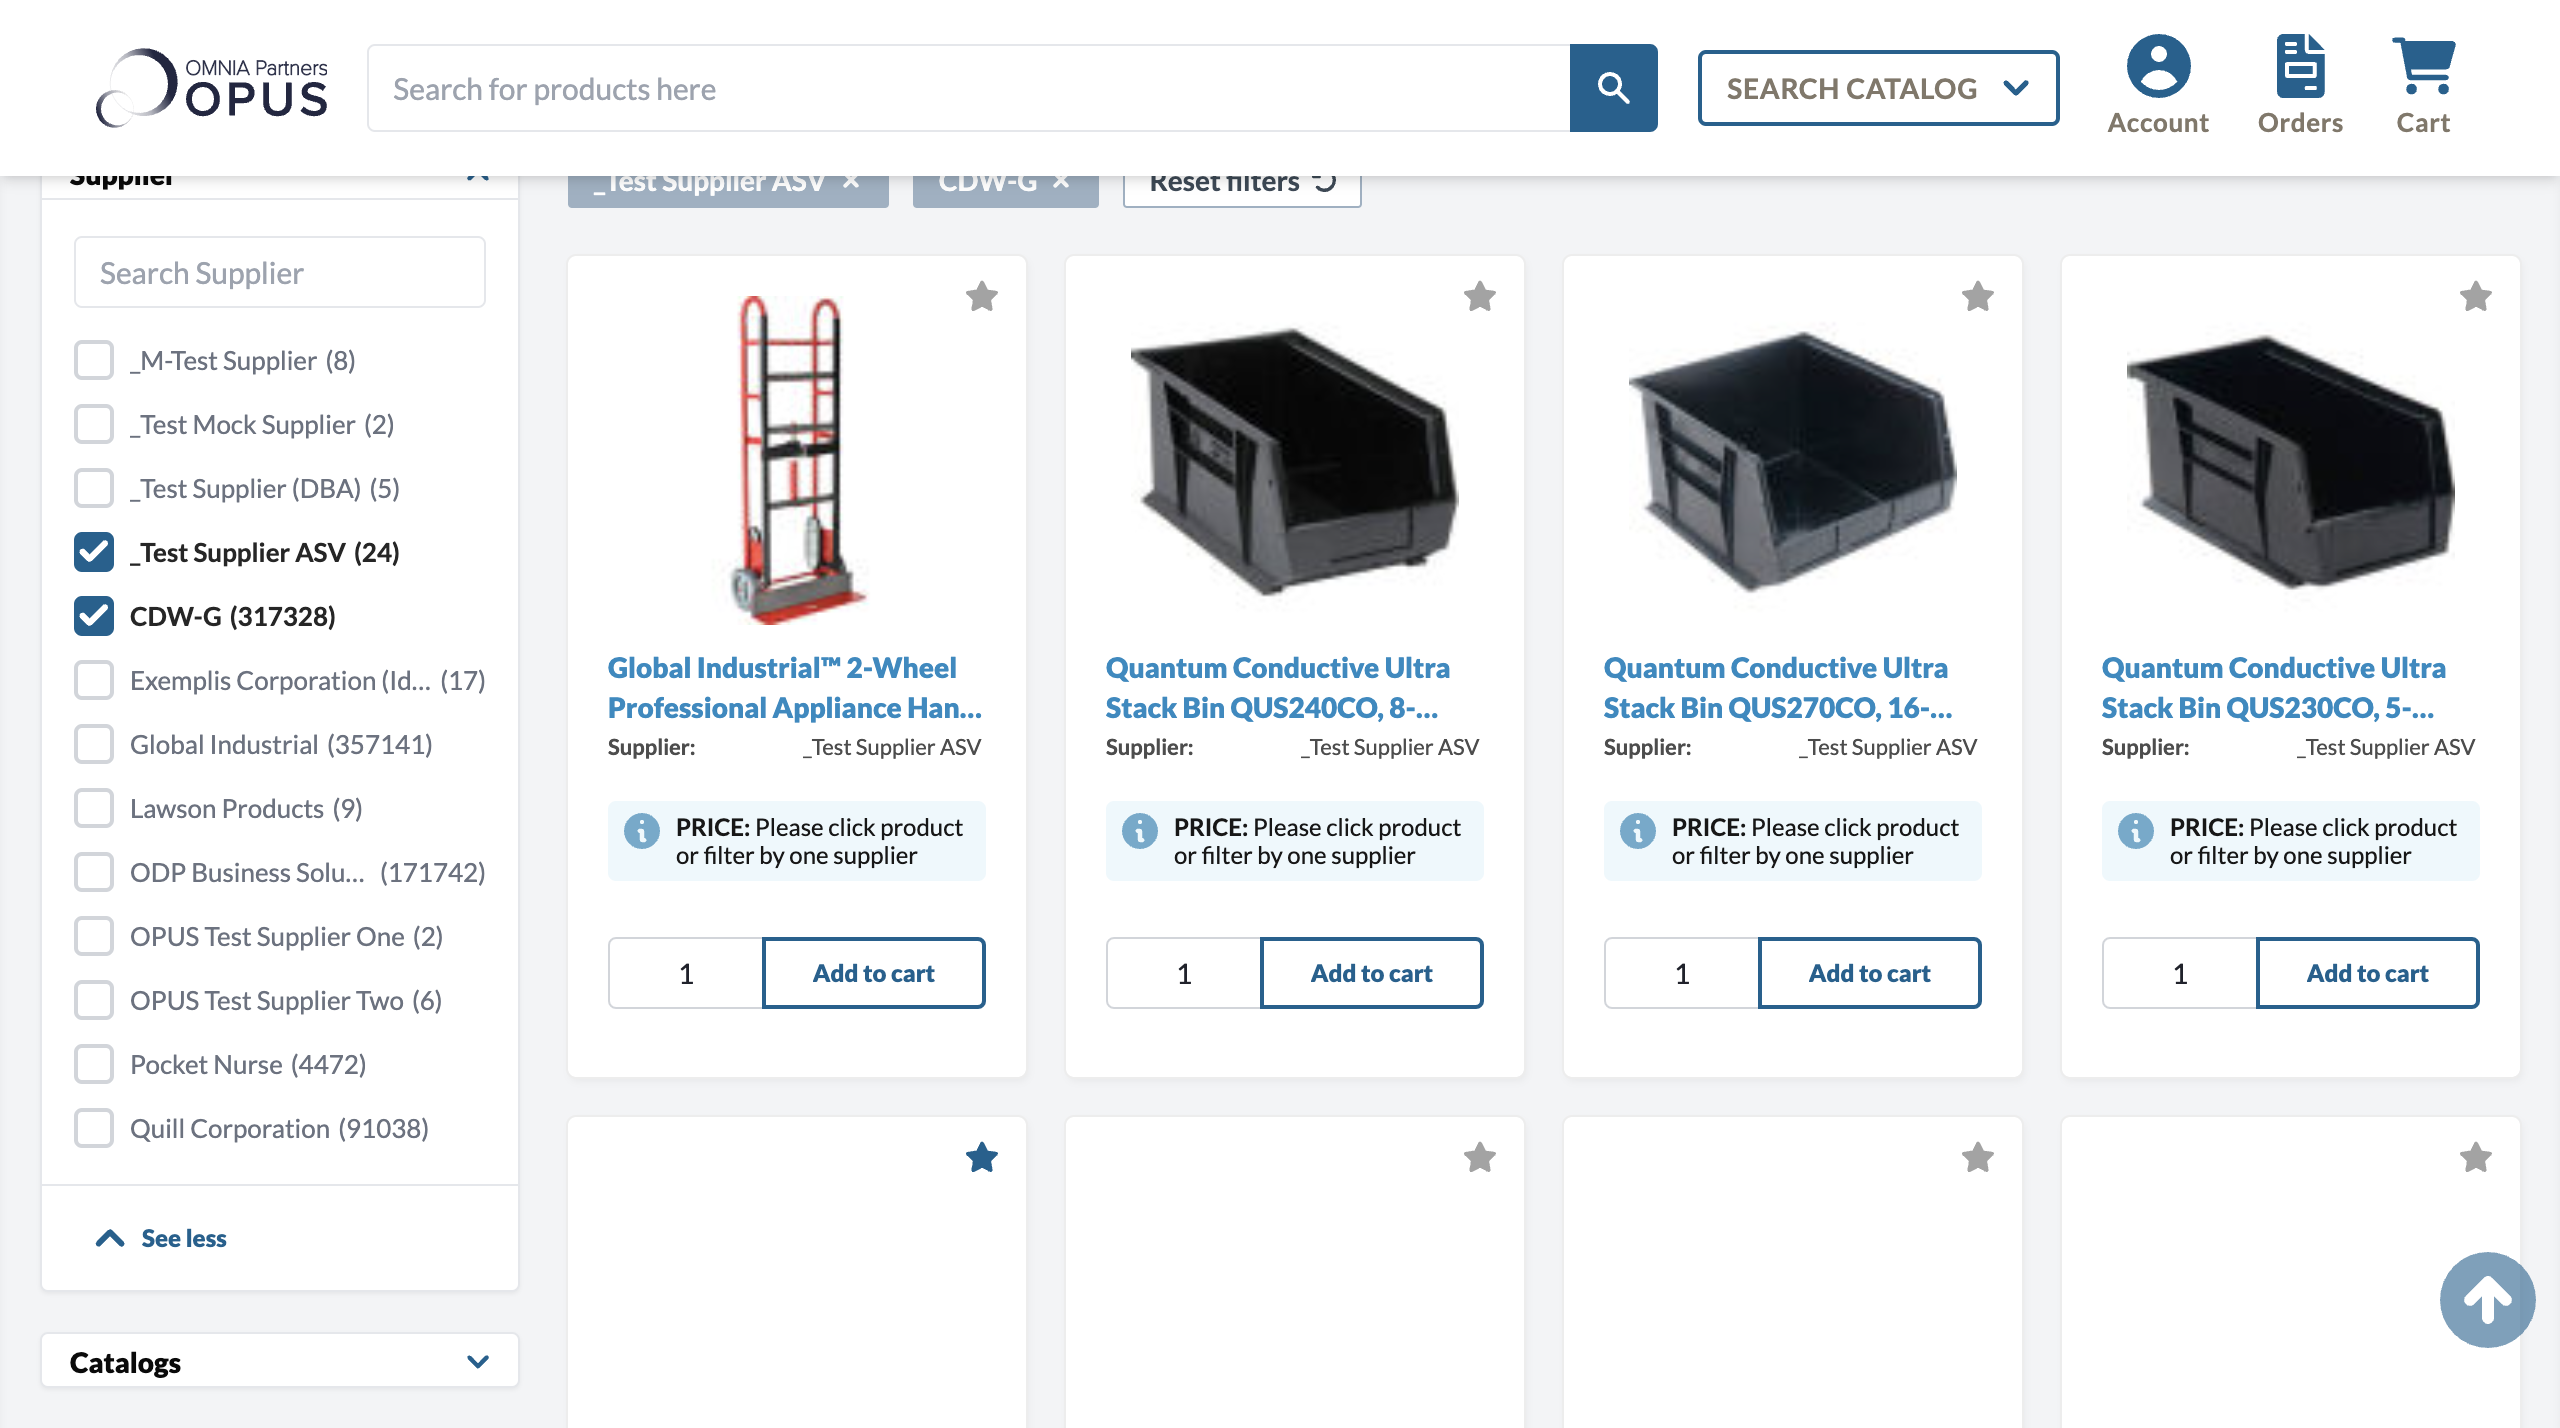 OMNIA Partners
OPUS
Search for products here
SEARCH CATALOG
Account
Orders
Cart
Supplier
_Test Supplier ASV
CDW-G
Reset filters
Search Supplier
_M-Test Supplier (8)
_Test Mock Supplier (2)
_Test Supplier (DBA) (5)
_Test Supplier ASV (24)
CDW-G (317328)
Exemplis Corporation (Id... (17)
Global Industrial (357141)
Lawson Products (9)
ODP Business Solu... (171742)
OPUS Test Supplier One (2)
OPUS Test Supplier Two (6)
Pocket Nurse (4472)
Quill Corporation (91038)
See less
Catalogs
Global Industrial™ 2-Wheel
Professional Appliance Han...
Supplier: _Test Supplier ASV
PRICE: Please click product
or filter by one supplier
1
Add to cart
Quantum Conductive Ultra
Stack Bin QUS240CO, 8-...
Supplier: _Test Supplier ASV
PRICE: Please click product
or filter by one supplier
1
Add to cart
Quantum Conductive Ultra
Stack Bin QUS270CO, 16-...
Supplier: _Test Supplier ASV
PRICE: Please click product
or filter by one supplier
1
Add to cart
Quantum Conductive Ultra
Stack Bin QUS230CO, 5-...
Supplier: _Test Supplier ASV
PRICE: Please click product
or filter by one supplier
1
Add to cart